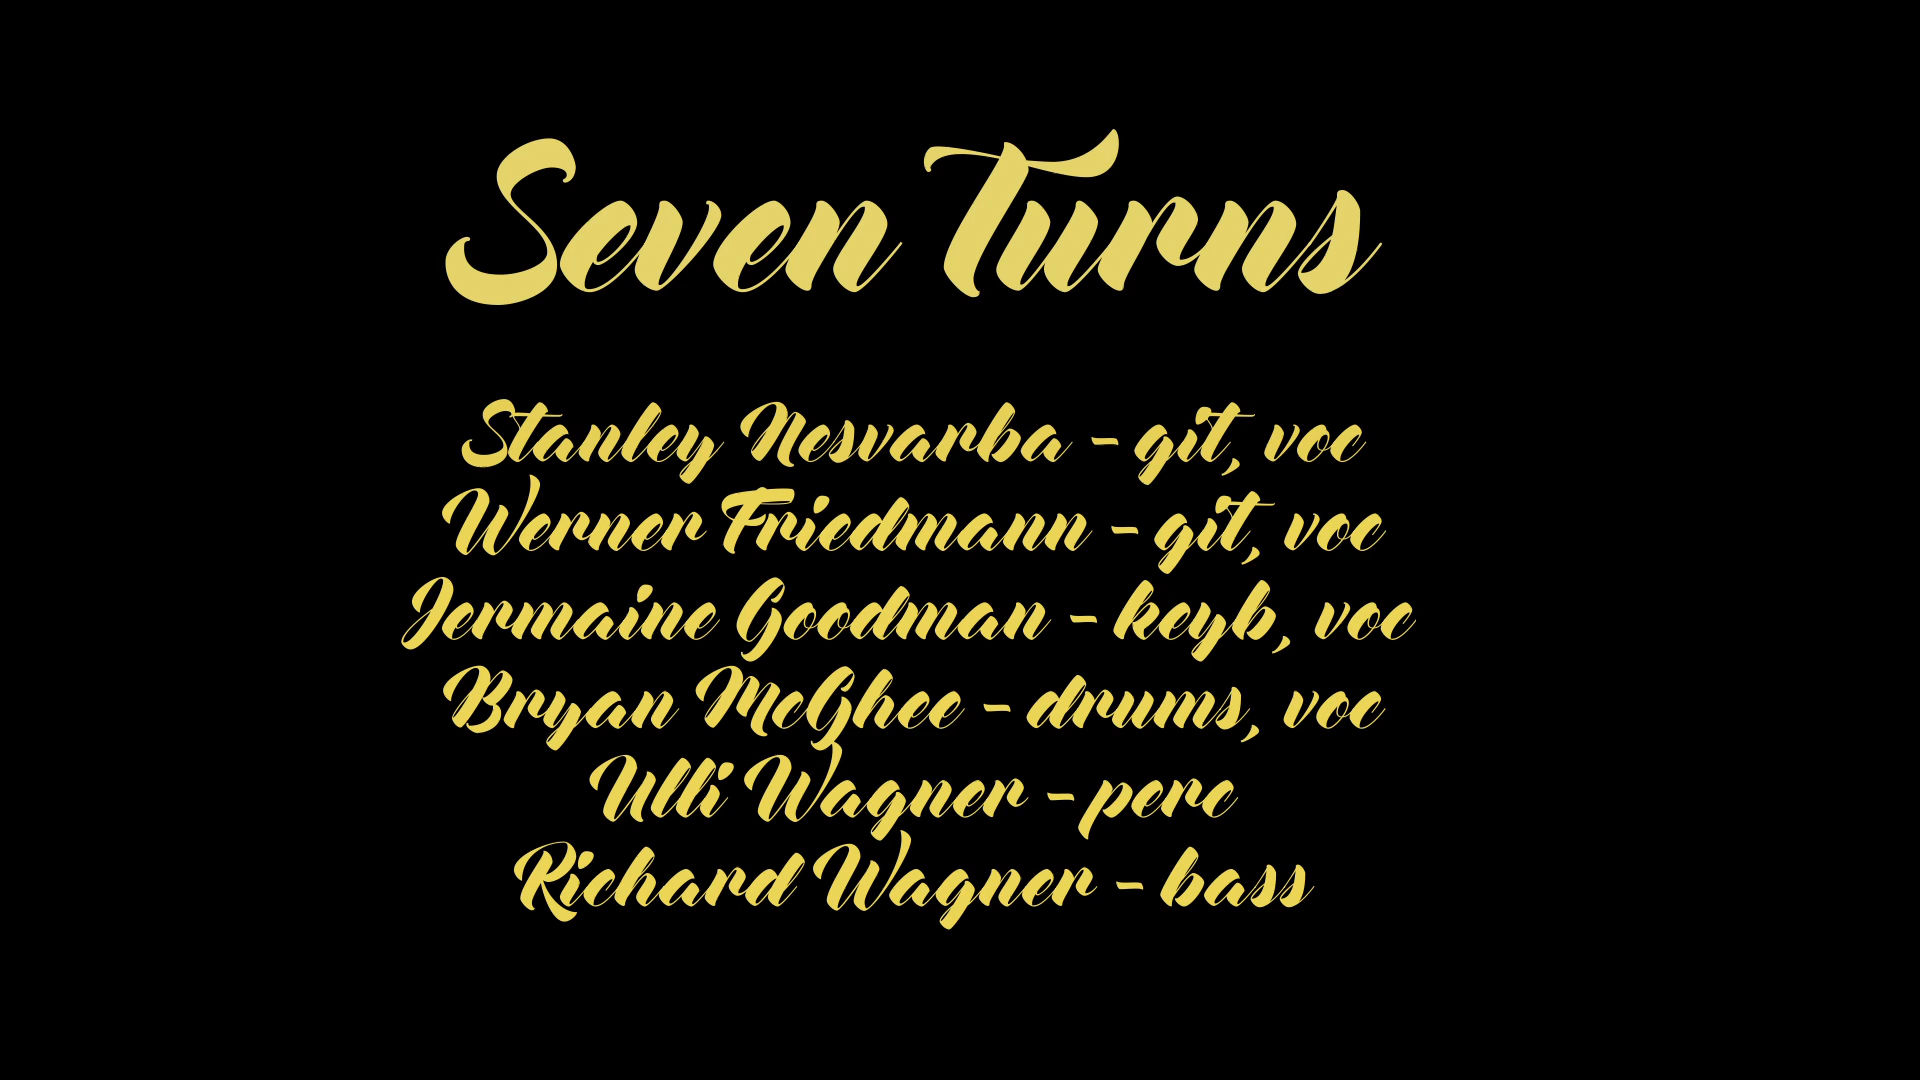 Seven Turns
Stanley Nesvarba - git, voc
Werner Friedmann - git, voc
Jermaine Goodman - keyb, voc
Bryan McGhee - drums, voc
Ulli Wagner - perc
Richard Wagner - bass